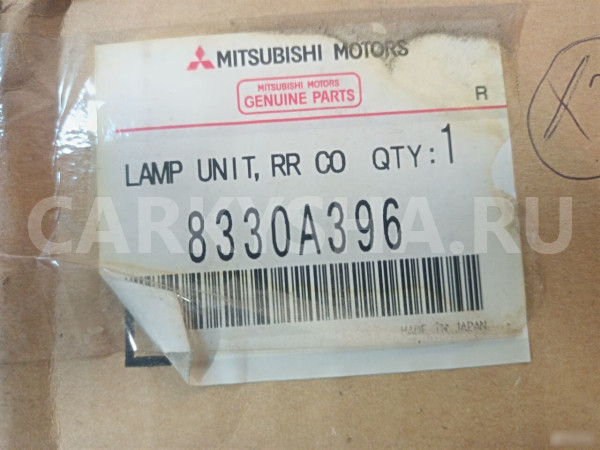 MITSUBISHI MOTORS
MITSUBISHI MOTORS
GENUINE PARTS
R
LAMP UNIT, RR CO QTY:1
8330A396
CARKYSHA.RU
MADE IN JAPAN